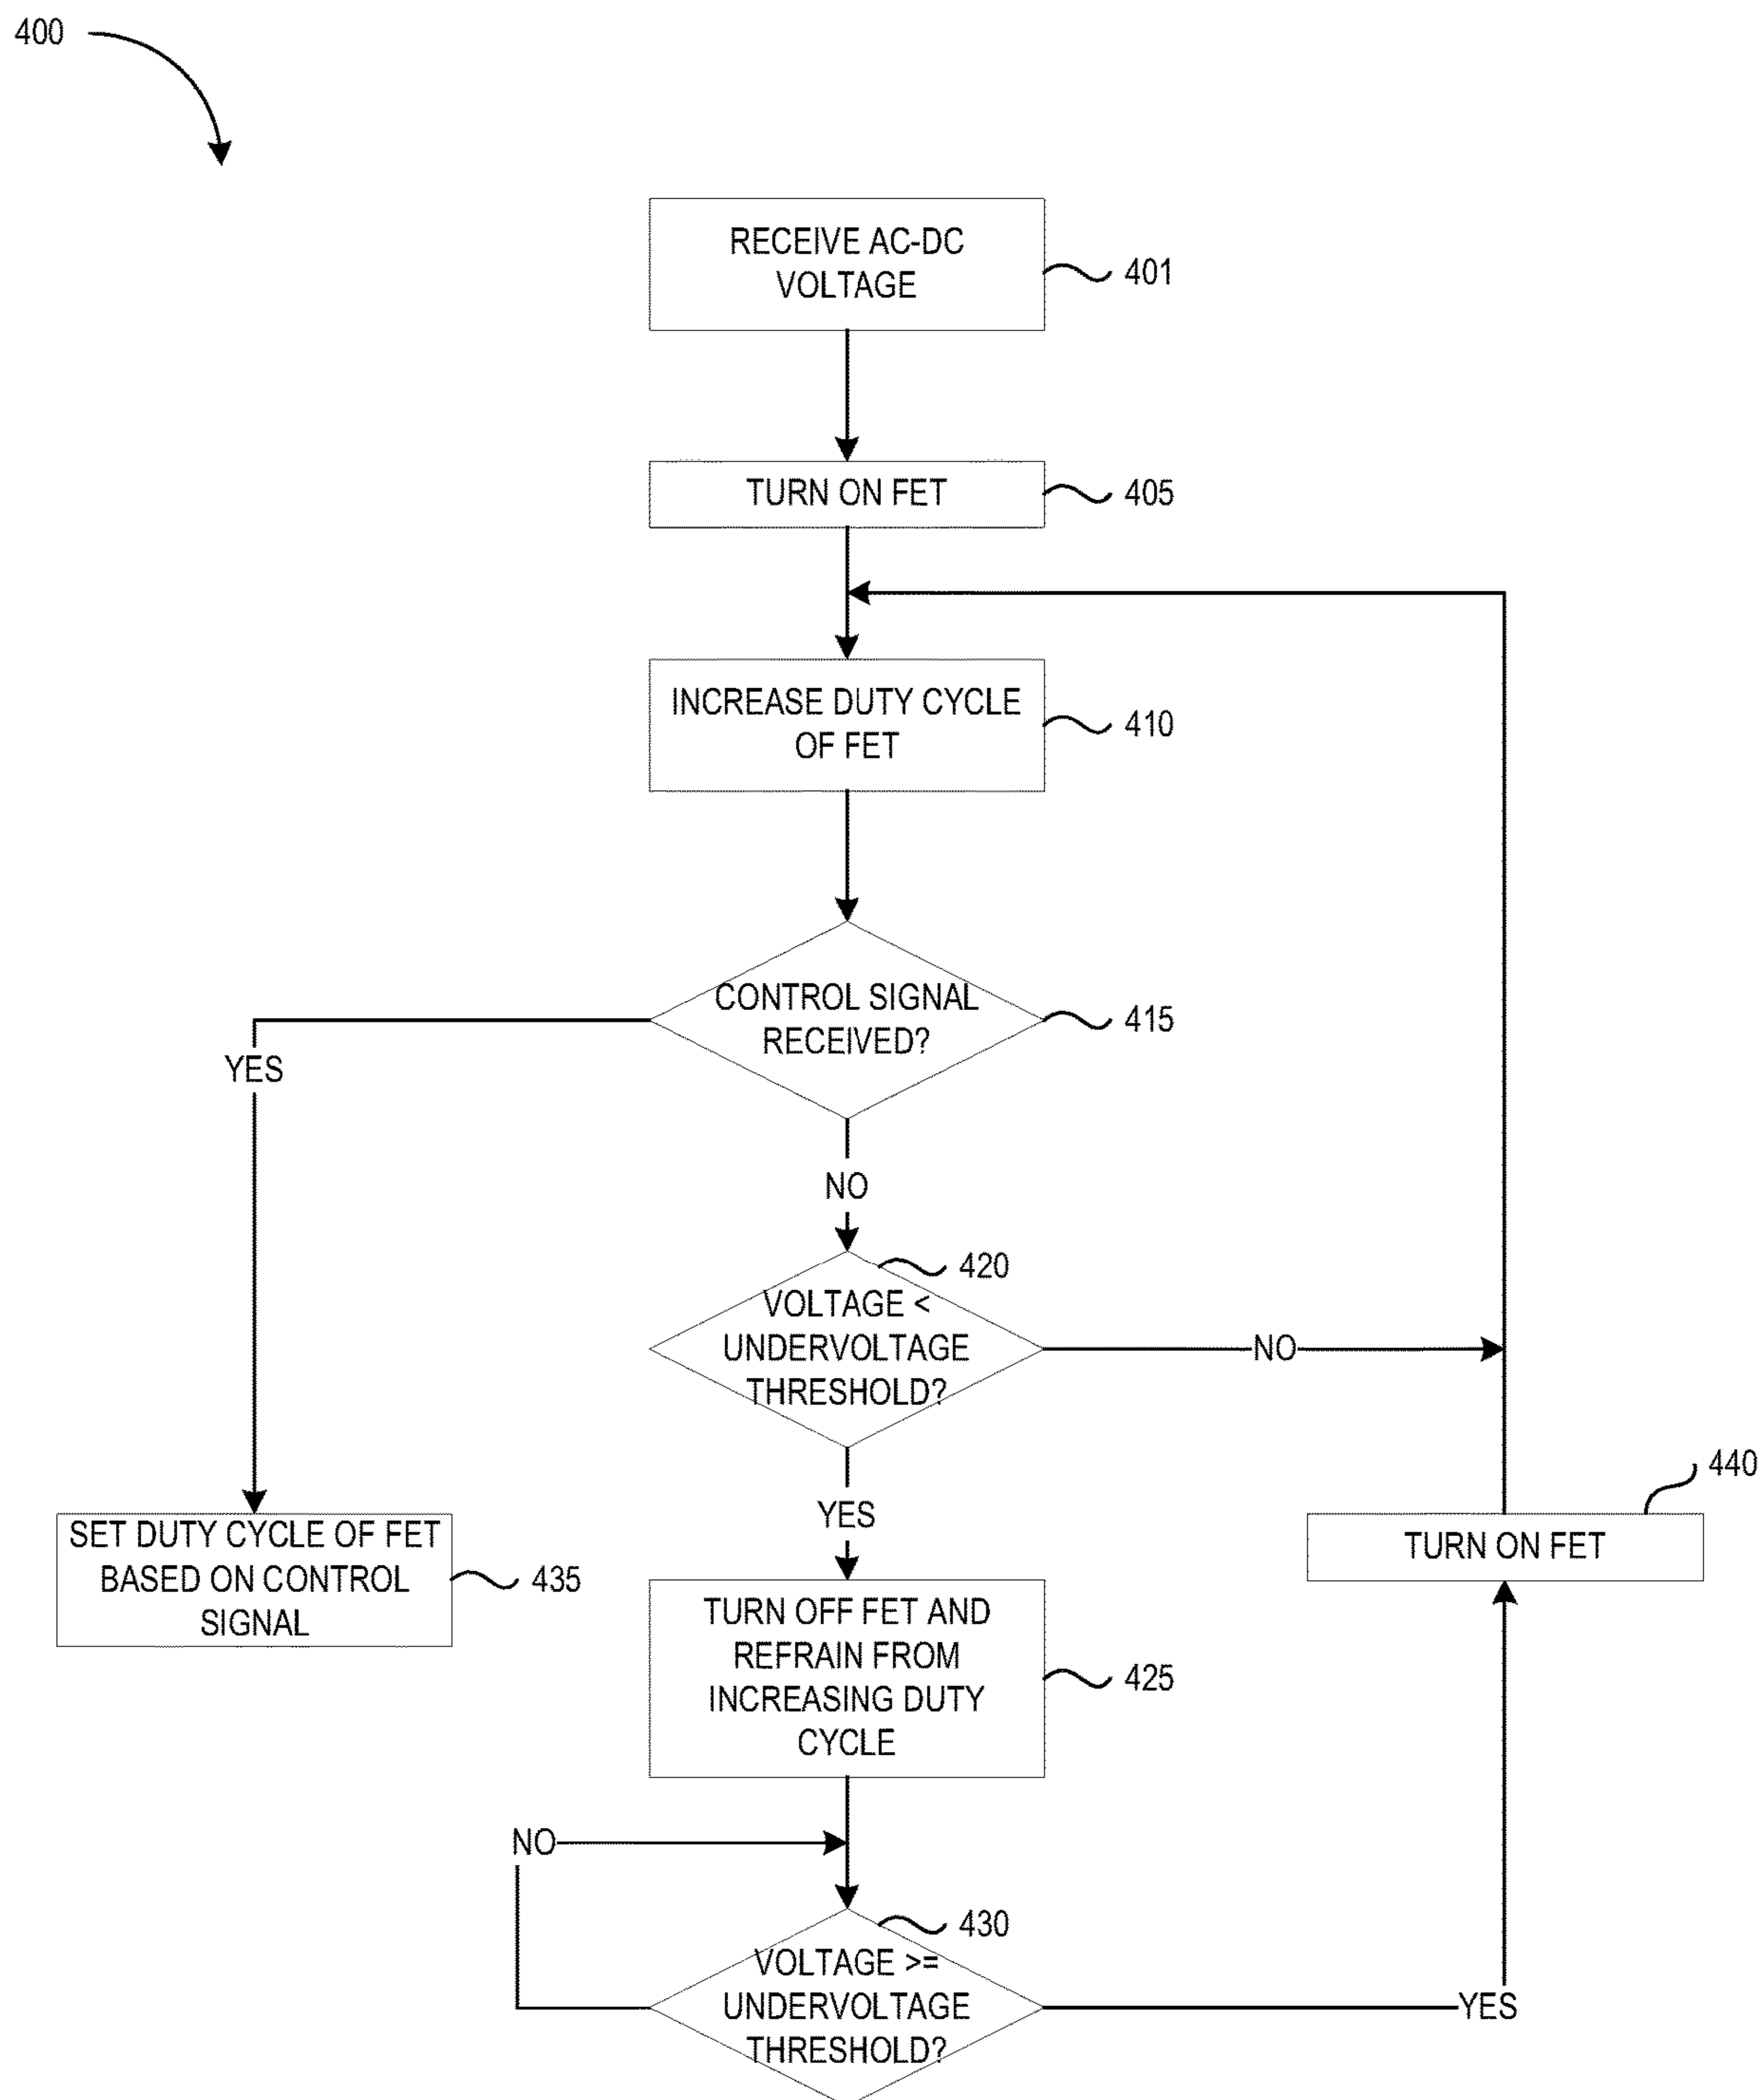 400
RECEIVE AC-DC
VOLTAGE
401
TURN ON FET
405
INCREASE DUTY CYCLE
OF FET
410
CONTROL SIGNAL
RECEIVED?
415
YES
NO
420
VOLTAGE <
UNDERVOLTAGE
THRESHOLD?
NO
YES
440
TURN ON FET
SET DUTY CYCLE OF FET
BASED ON CONTROL
SIGNAL
435
TURN OFF FET AND
REFRAIN FROM
INCREASING DUTY
CYCLE
425
NO
430
VOLTAGE >=
UNDERVOLTAGE
THRESHOLD?
YES